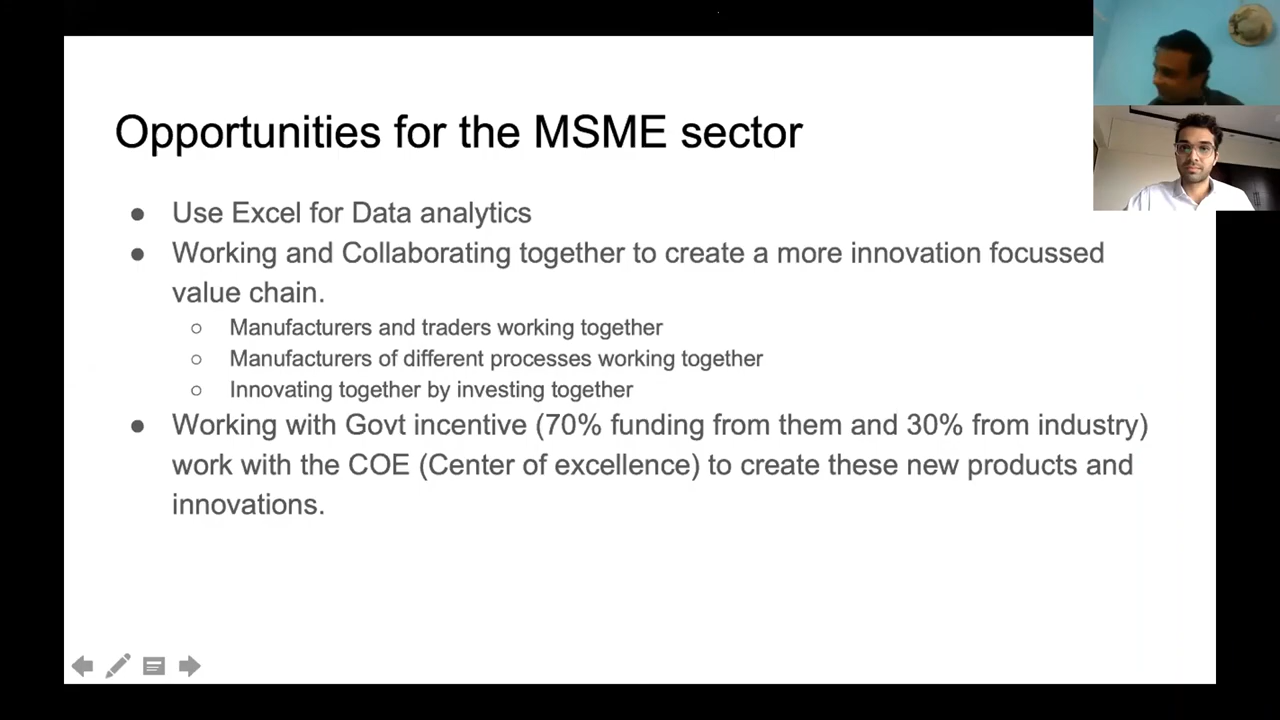 Opportunities for the MSME sector
● Use Excel for Data analytics
● Working and Collaborating together to create a more innovation focussed
value chain.
○ Manufacturers and traders working together
○ Manufacturers of different processes working together
○ Innovating together by investing together
● Working with Govt incentive (70% funding from them and 30% from industry)
work with the COE (Center of excellence) to create these new products and
innovations.